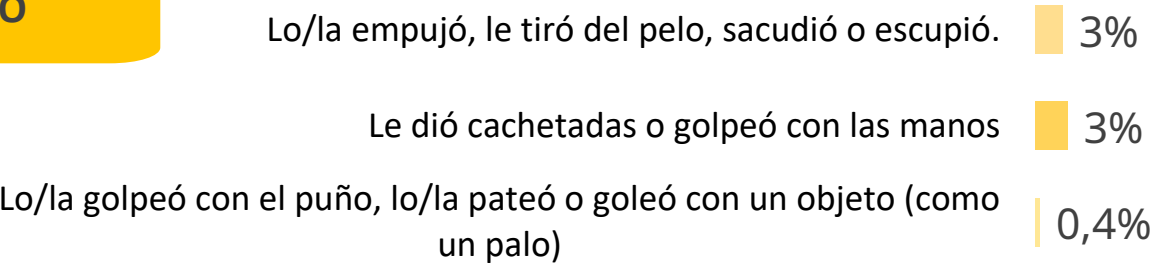 o
Lo/la empujó, le tiró del pelo, sacudió o escupió. 3%
Le dió cachetadas o golpeó con las manos 3%
Lo/la golpeó con el puño, lo/la pateó o goleó con un objeto (como
un palo) 0,4%